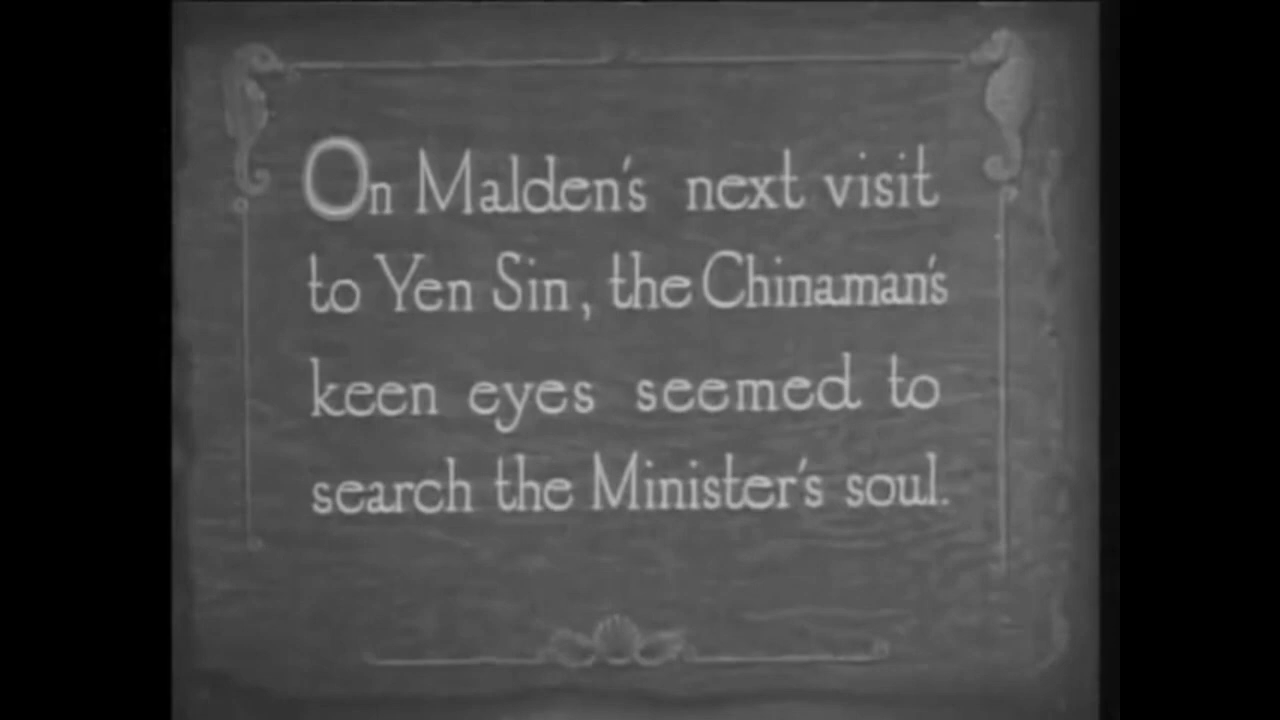 On Malden's next visit
to Yen Sin, the Chinaman's
keen eyes seemed to
search the Minister's soul.